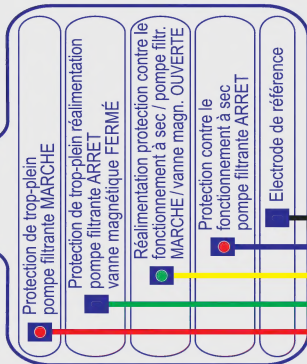 Protection de trop-plein
pompe filtrante MARCHE
Protection de trop-plein réalimentation
pompe filtrante ARRET
vanne magnétique FERMÉ
Réalimentation protection contre le
fonctionnement à sec / pompe filtr.
MARCHE / vanne magn. OUVERTE
Protection contre le
fonctionnement à sec
pompe filtrante ARRET
Electrode de référence